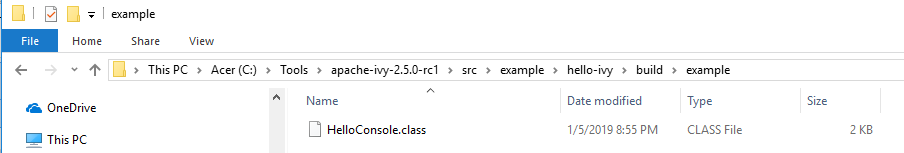 example
File Home Share View
This PC Acer (C:) Tools apache-ivy-2.5.0-rc1 src example hello-ivy build example
Name Date modified Type Size
OneDrive
HelloConsole.class 1/5/2019 8:55 PM CLASS File 2 KB
This PC